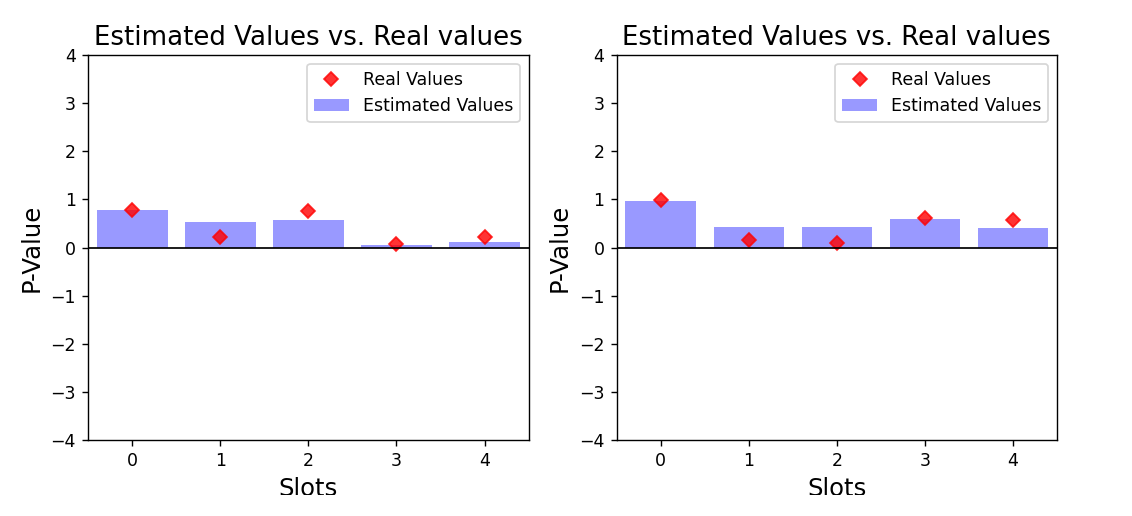 Estimated Values vs. Real values
4
3
2
1
0
−1
−2
−3
−4
P-Value
Real Values
Estimated Values
0 1 2 3 4
Slots
Estimated Values vs. Real values
4
3
2
1
0
−1
−2
−3
−4
P-Value
Real Values
Estimated Values
0 1 2 3 4
Slots